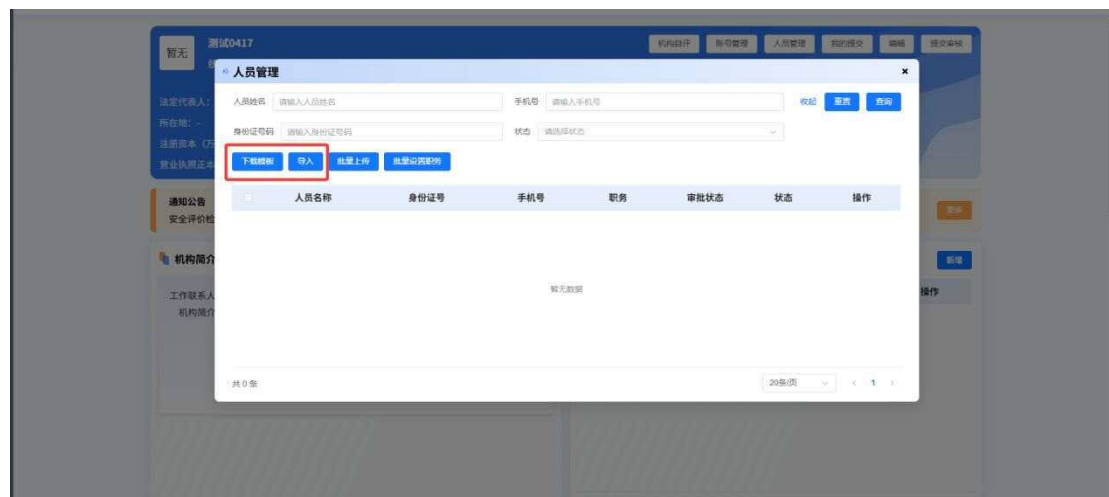 暂无
测试0417
机构自评 账号管理 人员管理 我的提交 编辑 提交审核
人员管理
法定代表人：
人员姓名 请输入人员姓名 手机号 请输入手机号 收起 重置 查询
所在地：-
身份证号码 请输入身份证号码 状态 请选择状态
注册资本（万
营业执照正本
下载模板 导入 批量上传 批量设置职务
人员名称 身份证号 手机号 职务 审批状态 状态 操作
通知公告
安全评价检
更多
机构简介
新增
工作联系人
操作
机构简介
暂无数据
共 0 条 20条/页 1